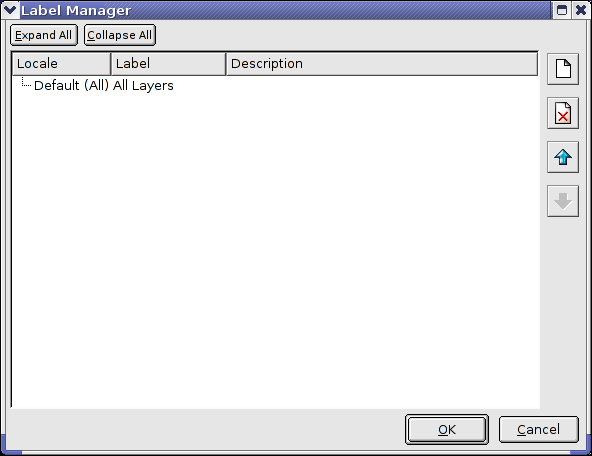 Label Manager
Expand All Collapse All
Locale Label Description
Default (All) All Layers
OK Cancel